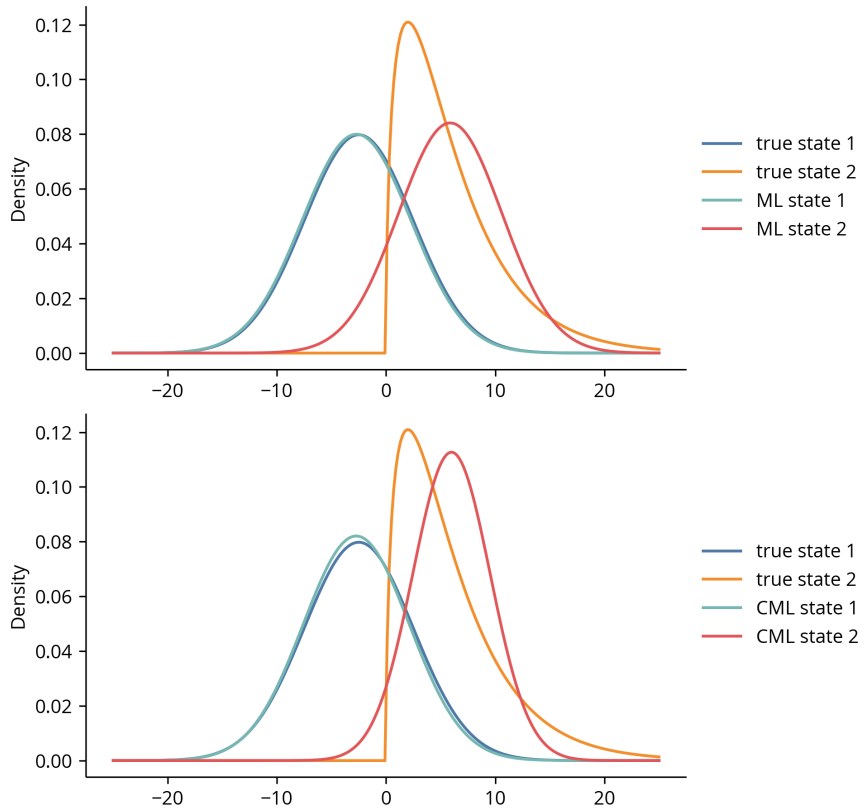 0.12
0.10
0.08
0.06
0.04
0.02
0.00
Density
−20 −10 0 10 20
true state 1
true state 2
ML state 1
ML state 2
0.12
0.10
0.08
0.06
0.04
0.02
0.00
Density
−20 −10 0 10 20
true state 1
true state 2
CML state 1
CML state 2